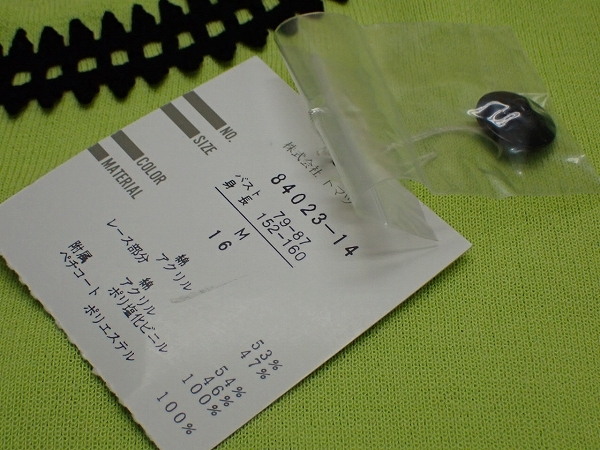 株式会社 トマツ
NO. 84023-14
SIZE バスト 79-87
身長 152-160
M
COLOR 16
MATERIAL
綿 53%
アクリル 47%
レース部分 綿 54%
アクリル 46%
附属 ポリ塩化ビニル 100%
ペチコート ポリエステル 100%